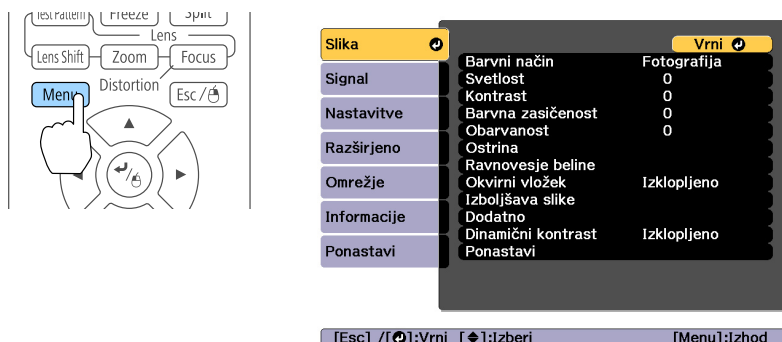 Test Pattern Freeze Split
Lens
Lens Shift Zoom Focus
Distortion
Menu Esc /
Slika
Signal
Nastavitve
Razširjeno
Omrežje
Informacije
Ponastavi
Vrni
Barvni način Fotografija
Svetlost 0
Kontrast 0
Barvna zasičenost 0
Obarvanost 0
Ostrina
Ravnovesje beline
Okvirni vložek Izklopljeno
Izboljšava slike
Dodatno
Dinamični kontrast Izklopljeno
Ponastavi
[Esc] /[ ]:Vrni [ ]:Izberi [Menu]:Izhod